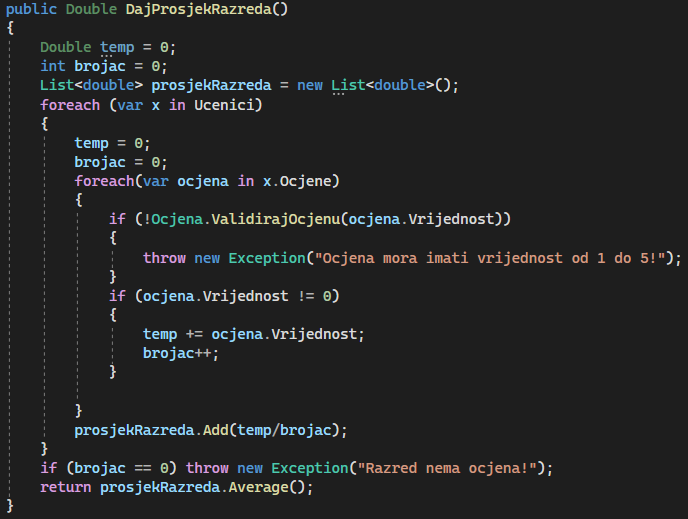 public Double DajProsjekRazreda()
{
    Double temp = 0;
    int brojac = 0;
    List<double> prosjekRazreda = new List<double>();
    foreach (var x in Ucenici)
    {
        temp = 0;
        brojac = 0;
        foreach(var ocjena in x.Ocjene)
        {
            if (!Ocjena.ValidirajOcjenu(ocjena.Vrijednost))
            {
                throw new Exception("Ocjena mora imati vrijednost od 1 do 5!");
            }
            if (ocjena.Vrijednost != 0)
            {
                temp += ocjena.Vrijednost;
                brojac++;
            }

        }
        prosjekRazreda.Add(temp/brojac);
    }
    if (brojac == 0) throw new Exception("Razred nema ocjena!");
    return prosjekRazreda.Average();
}